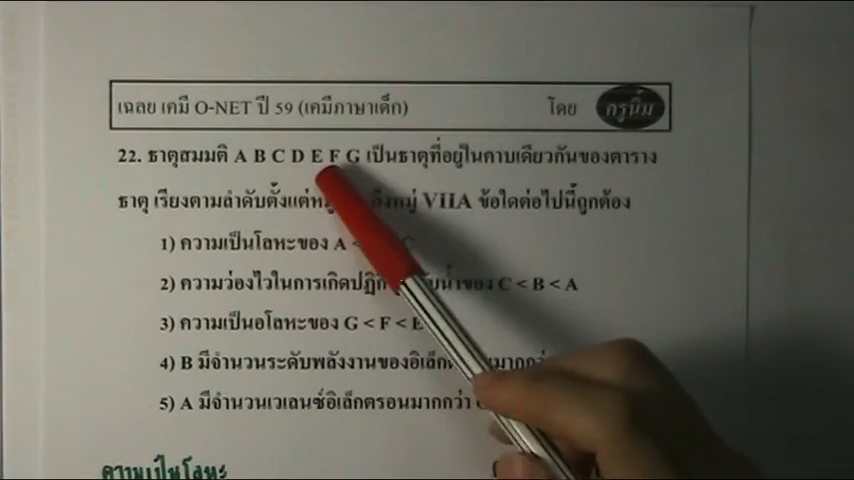 เฉลย เคมี O-NET ปี 59 (เคมีภาษาเด็ก) โดย ครูนิ่ม
22. ธาตุสมมติ A B C D E F G เป็นธาตุที่อยู่ในคาบเดียวกันของตาราง
ธาตุ เรียงตามลำดับตั้งแต่หมู่ ถึงหมู่ VIIA ข้อใดต่อไปนี้ถูกต้อง
1) ความเป็นโลหะของ A < C
2) ความว่องไวในการเกิดปฏิกิ น้ำของ C < B < A
3) ความเป็นอโลหะของ G < F < E
4) B มีจำนวนระดับพลังงานของอิเล็ก มากกว่า
5) A มีจำนวนเวเลนซ์อิเล็กตรอนมากกว่า
ความเป็นโลหะ